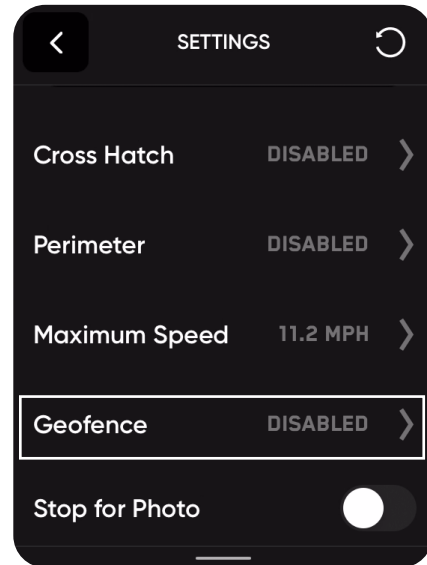 SETTINGS
Cross Hatch DISABLED
Perimeter DISABLED
Maximum Speed 11.2 MPH
Geofence DISABLED
Stop for Photo